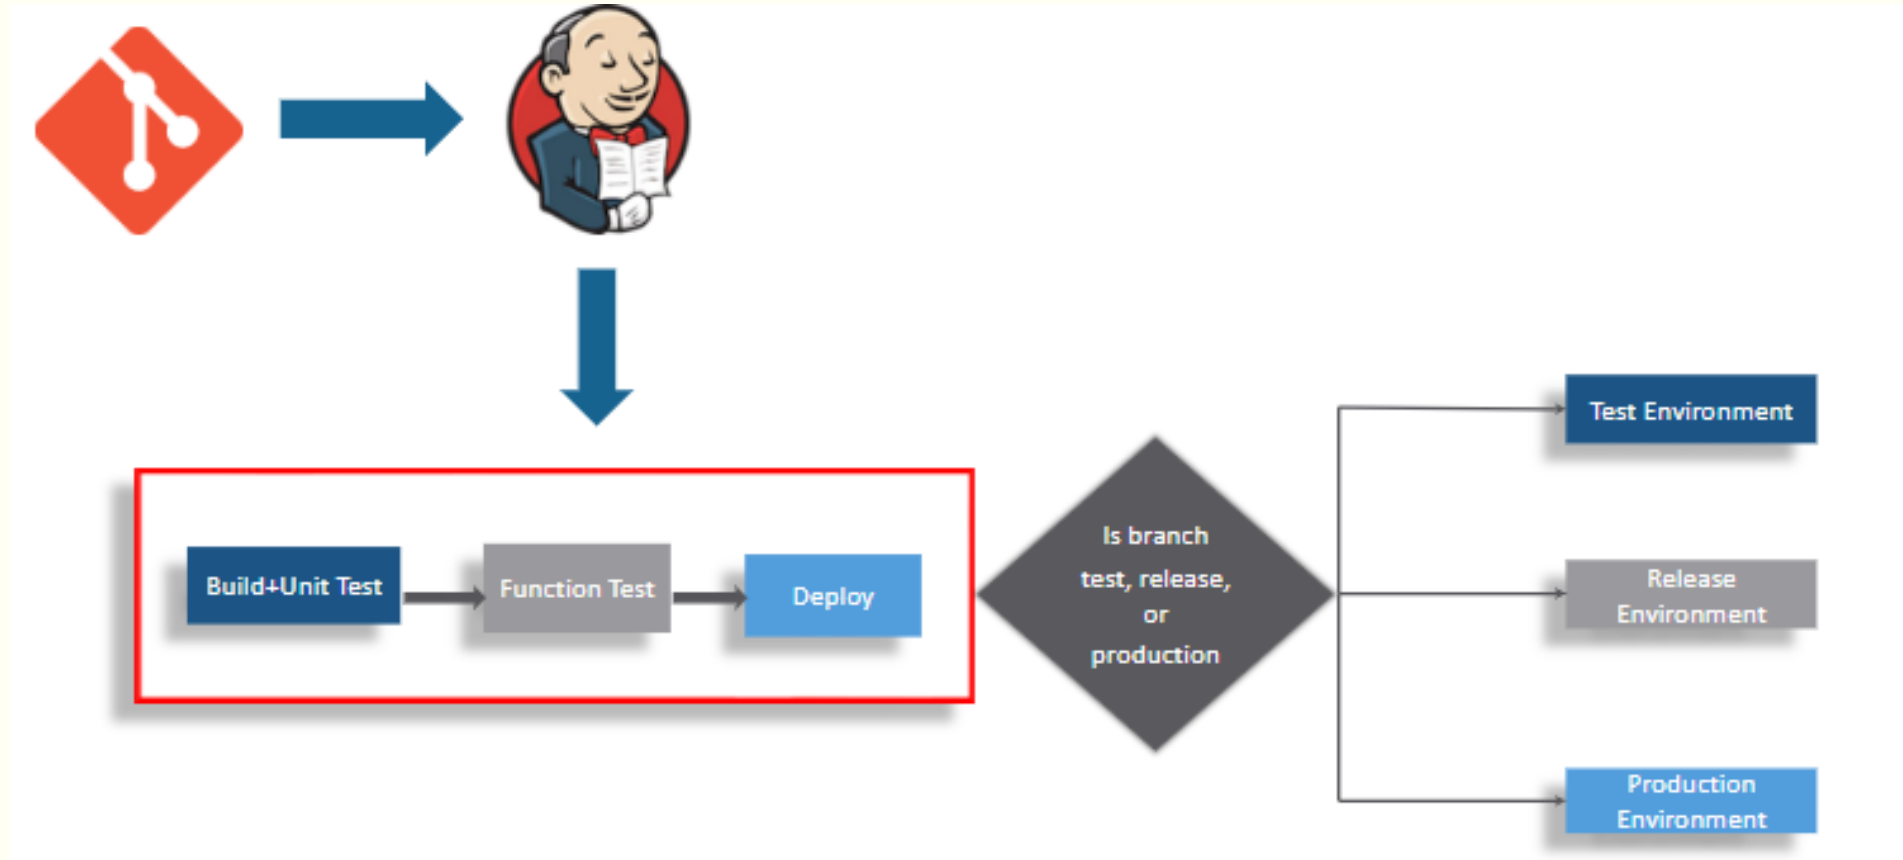 Build+Unit Test
Function Test
Deploy
Is branch
test, release,
or
production
Test Environment
Release
Environment
Production
Environment